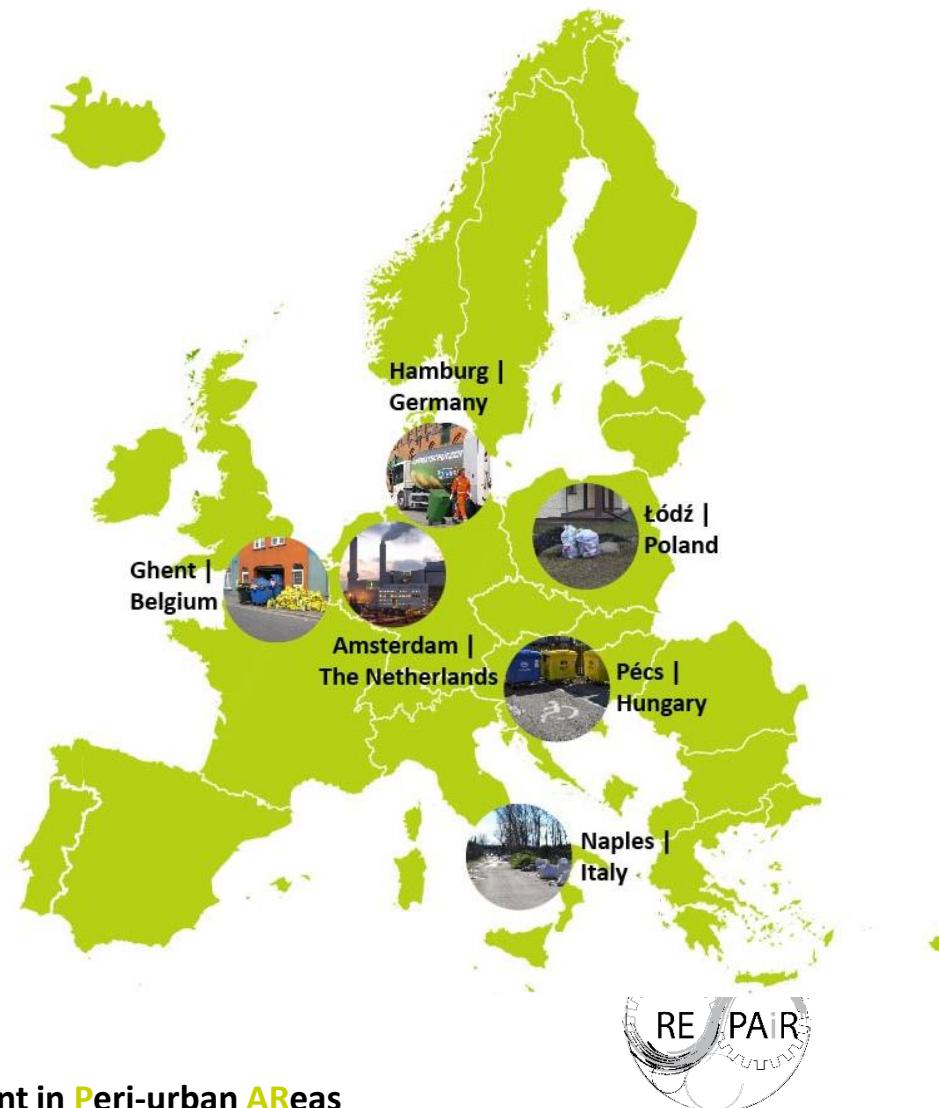 Hamburg |
Germany
Łódź |
Poland
Ghent |
Belgium
Amsterdam |
The Netherlands
Pécs |
Hungary
Naples |
Italy
RE PAiR
nt in Peri-urban AReas